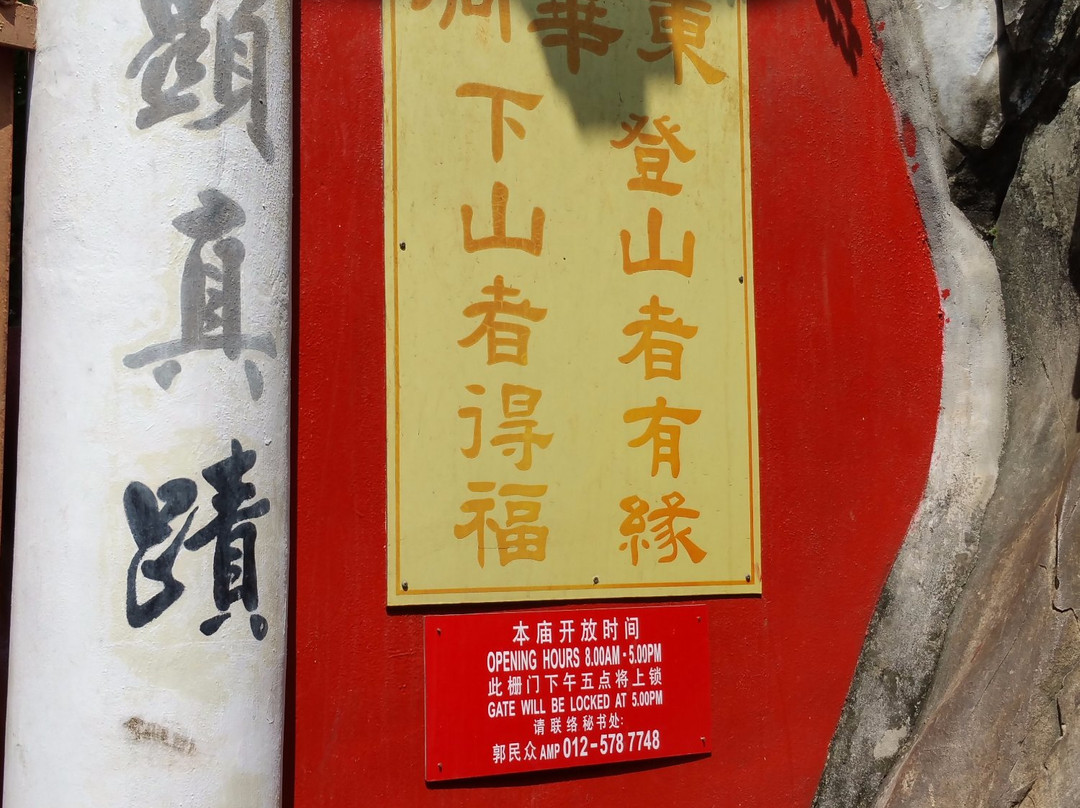 東華
登山者有緣
下山者得福
顯真蹟
本庙开放时间
OPENING HOURS 8.00AM - 5.00PM
此栅门下午五点将上锁
GATE WILL BE LOCKED AT 5.00PM
请联络秘书处:
郭民众 AMP 012-578 7748